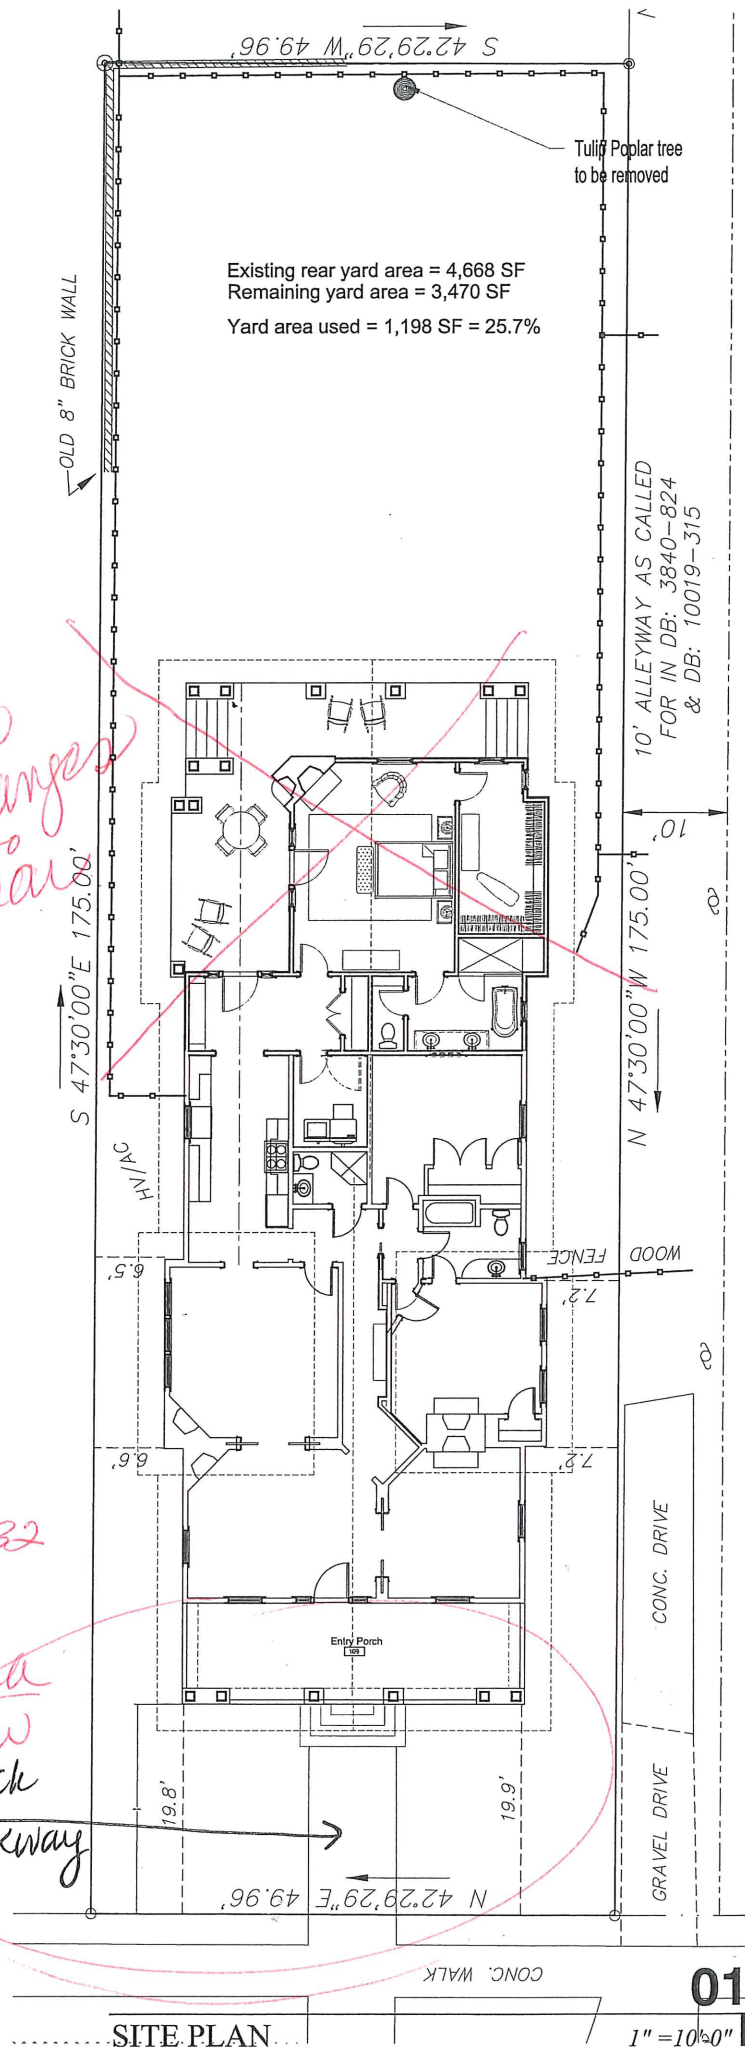 S 42°29'29"W 49.96'
Tulip Poplar tree
to be removed
Existing rear yard area = 4,668 SF
Remaining yard area = 3,470 SF
Yard area used = 1,198 SF = 25.7%
OLD 8" BRICK WALL
10' ALLEYWAY AS CALLED
FOR IN DB: 3840-824
& DB: 10019-315
10'
S 47°30'00"E 175.00'
N 47°30'00"W 175.00'
HV/AC
WOOD FENCE
6.5'
7.2'
6.6'
7.2'
32
CONC. DRIVE
Entry Porch
109
19.8'
19.9'
GRAVEL DRIVE
N 42°29'29"E 49.96'
CONC. WALK
01
SITE PLAN
1" =10'-0"